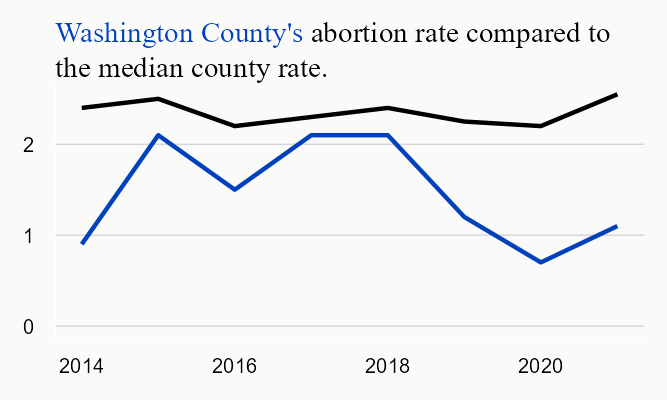 Washington County's abortion rate compared to
the median county rate.
2
1
0
2014 2016 2018 2020